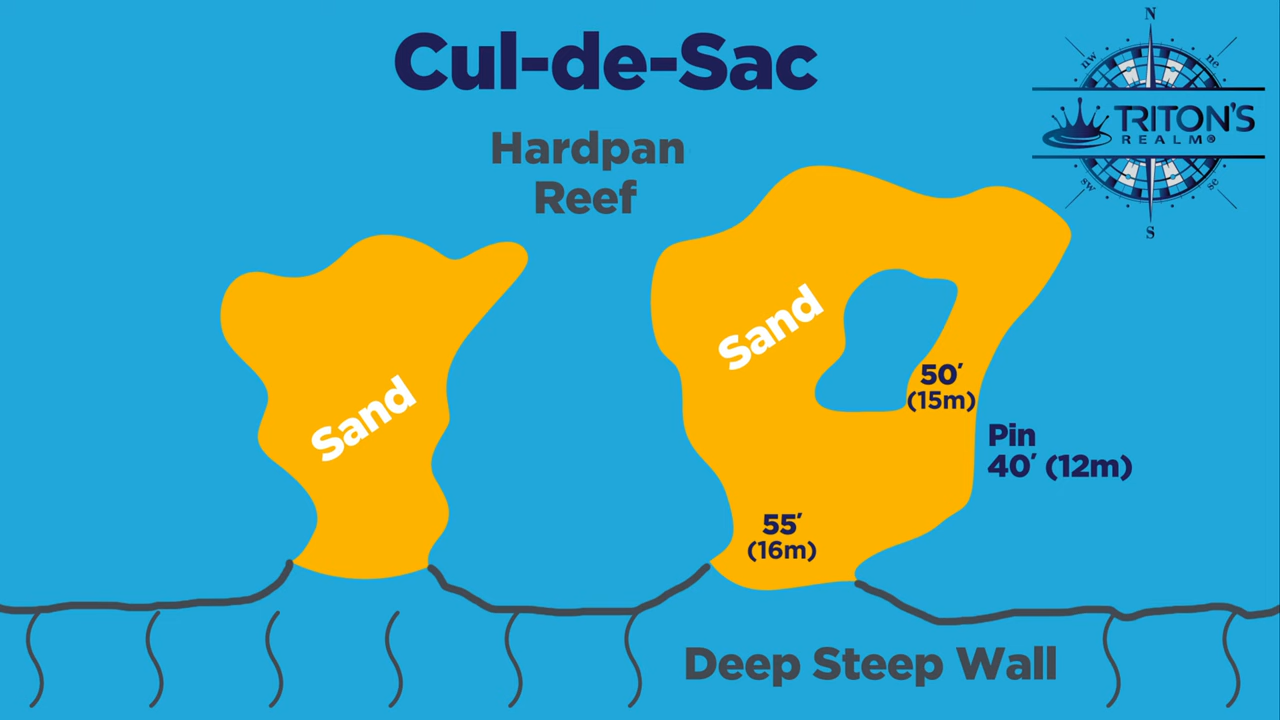 Cul-de-Sac
N
nw
ne
TRITON'S
REALM®
sw
se
S
Hardpan
Reef
Sand
Sand
50′
(15m)
Pin
40′ (12m)
55′
(16m)
Deep Steep Wall